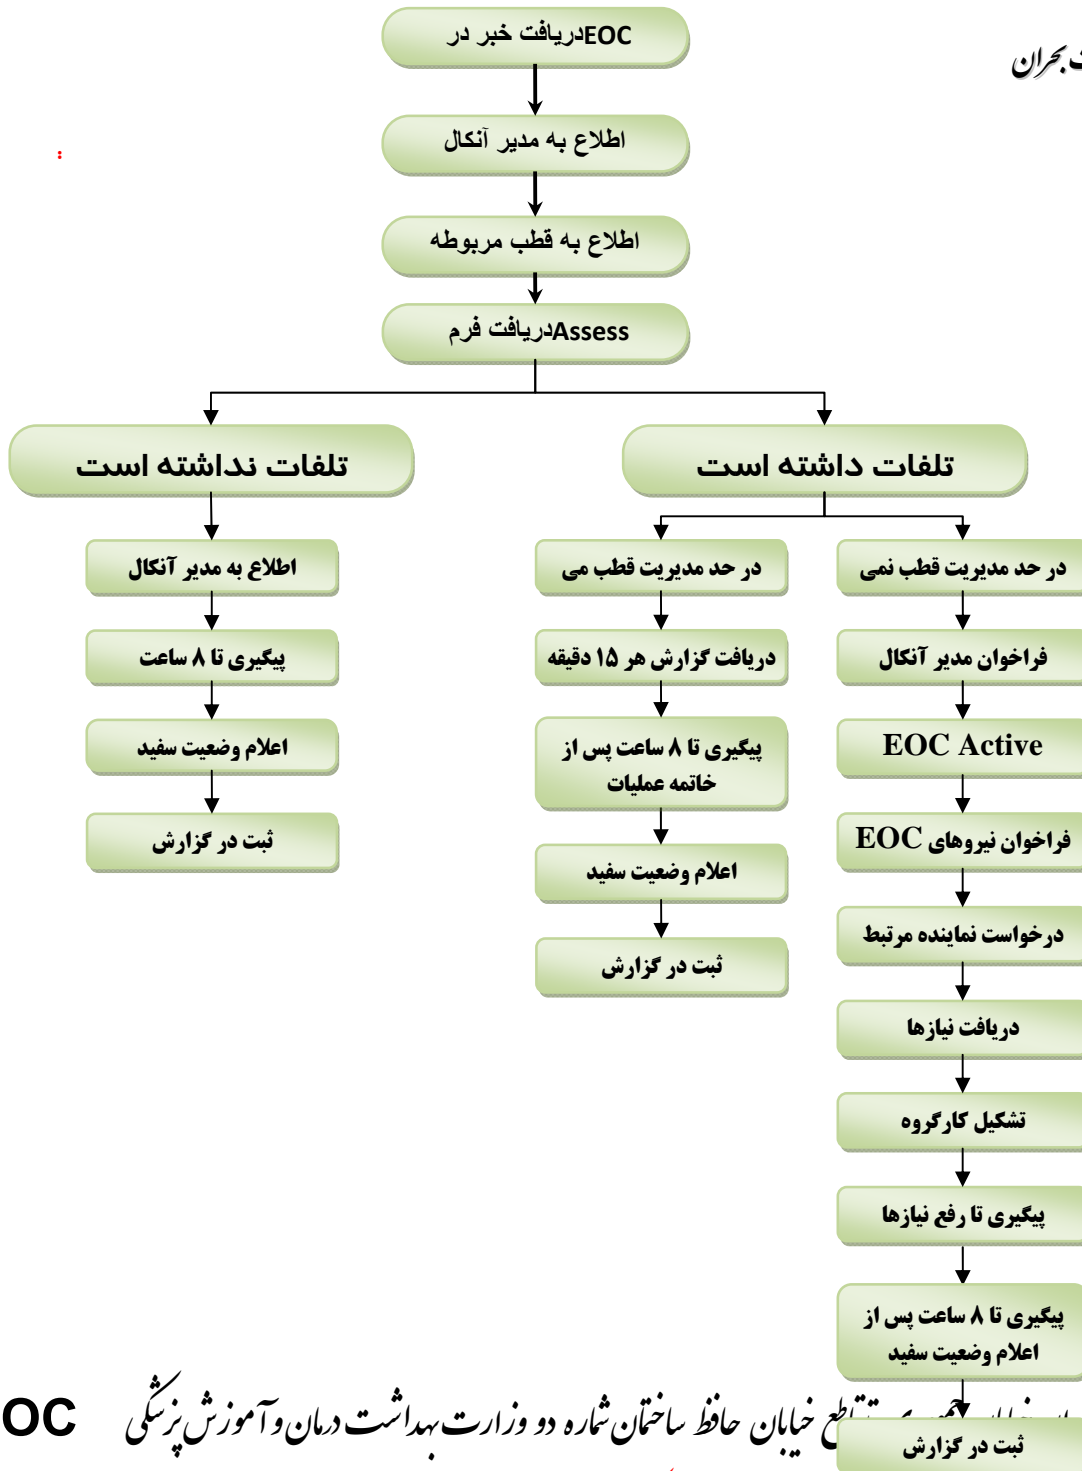 دریافت خبر در EOC
ت بحران
اطلاع به مدیر آنکال
:
اطلاع به قطب مربوطه
دریافت فرم Assess
تلفات داشته است
تلفات نداشته است
در حد مدیریت قطب نمی
فراخوان مدیر آنکال
EOC Active
فراخوان نیروهای EOC
درخواست نماینده مرتبط
دریافت نیازها
تشکیل کارگروه
پیگیری تا رفع نیازها
پیگیری تا ۸ ساعت پس از
اعلام وضعیت سفید
ثبت در گزارش
در حد مدیریت قطب می
دریافت گزارش هر ۱۵ دقیقه
پیگیری تا ۸ ساعت پس از
خاتمه عملیات
اعلام وضعیت سفید
ثبت در گزارش
اطلاع به مدیر آنکال
پیگیری تا ۸ ساعت
اعلام وضعیت سفید
ثبت در گزارش
خیابان حافظ ساختمان شماره دو وزارت بهداشت درمان و آموزش پزشکی OC